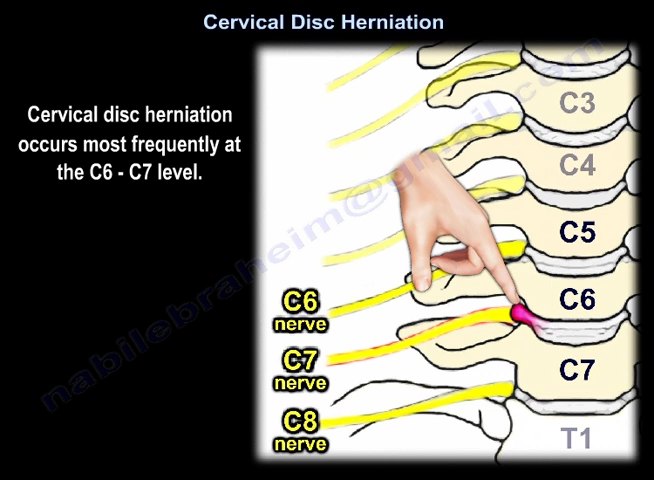 Cervical Disc Herniation
Cervical disc herniation
occurs most frequently at
the C6 - C7 level.
C3
C4
C5
C6
C7
T1
C6
nerve
C7
nerve
C8
nerve
nabilebraheim@gmail.com